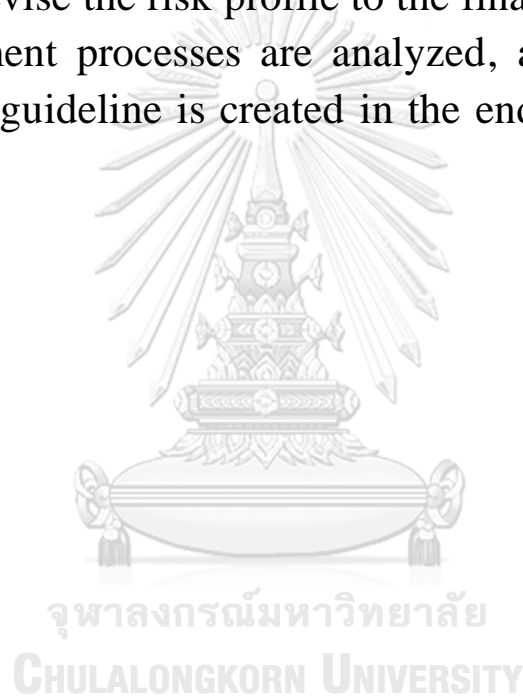 evise the risk profile to the fina
ment processes are analyzed, a
guideline is created in the end
จุฬาลงกรณ์มหาวิทยาลัย
CHULALONGKORN UNIVERSITY